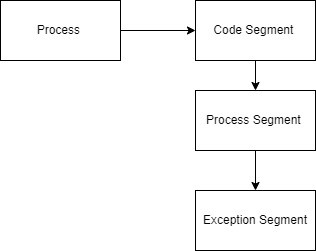 Process
Code Segment
Process Segment
Exception Segment